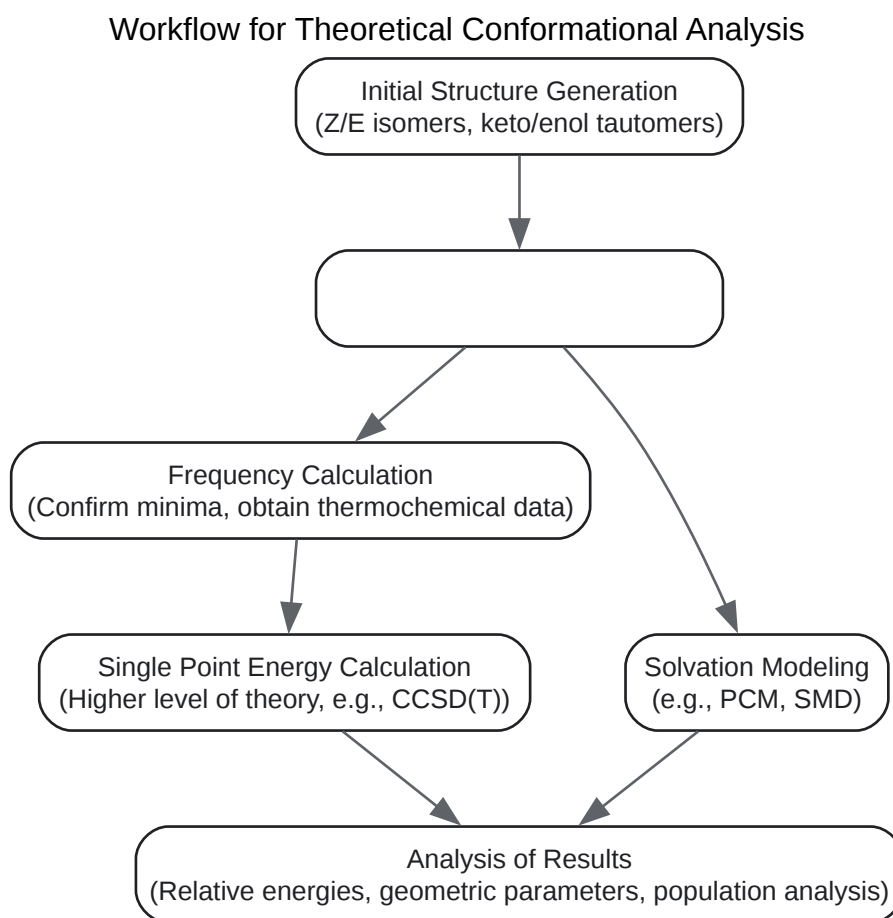 Workflow for Theoretical Conformational Analysis
Initial Structure Generation
(Z/E isomers, keto/enol tautomers)
Frequency Calculation
(Confirm minima, obtain thermochemical data)
Single Point Energy Calculation
(Higher level of theory, e.g., CCSD(T))
Solvation Modeling
(e.g., PCM, SMD)
Analysis of Results
(Relative energies, geometric parameters, population analysis)